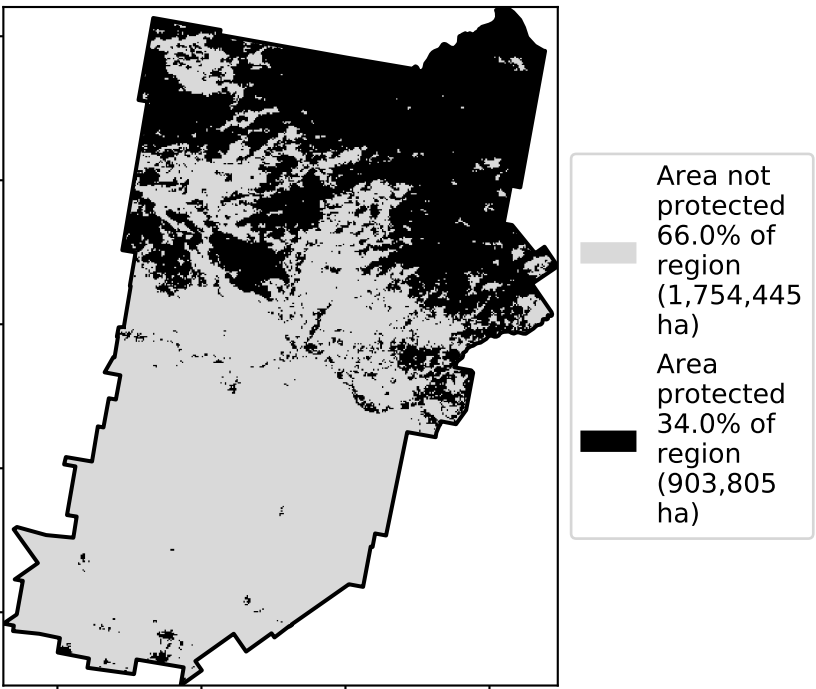 Area not
protected
66.0% of
region
(1,754,445
ha)
Area
protected
34.0% of
region
(903,805
ha)